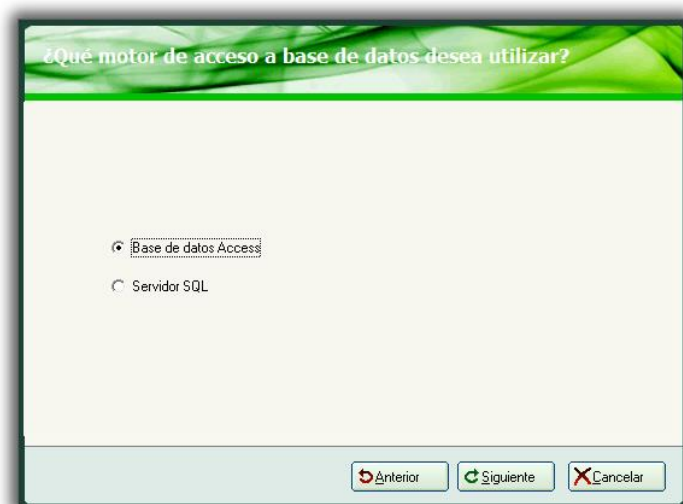 ¿Qué motor de acceso a base de datos desea utilizar?
Base de datos Access
Servidor SQL
Anterior
Siguiente
Cancelar